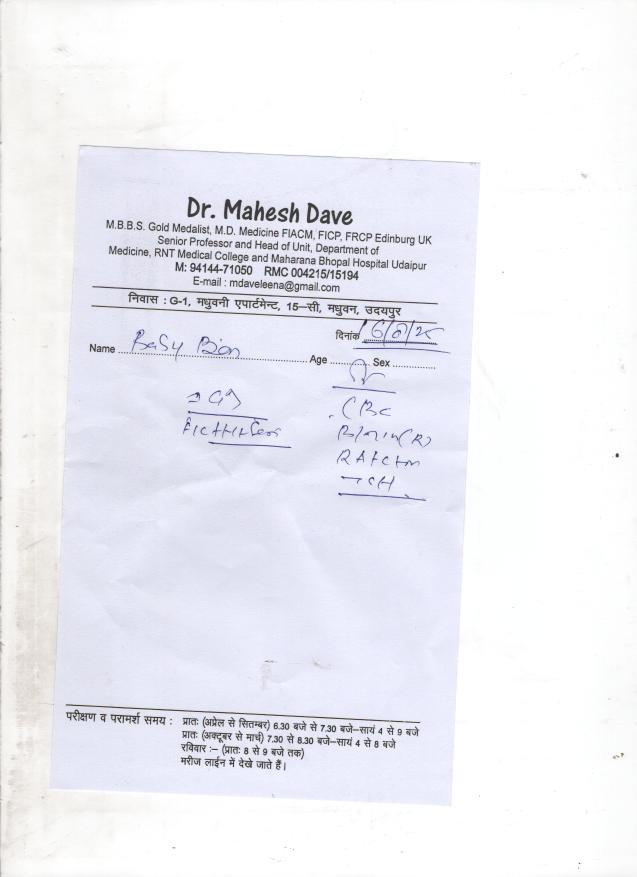 Dr. Mahesh Dave
M.B.B.S. Gold Medalist, M.D. Medicine FIACM, FICP, FRCP Edinburg UK
Senior Professor and Head of Unit, Department of
Medicine, RNT Medical College and Maharana Bhopal Hospital Udaipur
M: 94144-71050 RMC 004215/15194
E-mail : mdaveleena@gmail.com
निवास : G-1, मधुवनी एपार्टमेन्ट, 15–सी, मधुवन, उदयपुर
दिनांक
Name Age Sex
CBC
परीक्षण व परामर्श समय : प्रातः (अप्रेल से सितम्बर) 6.30 बजे से 7.30 बजे–सायं 4 से 9 बजे
प्रातः (अक्टूबर से मार्च) 7.30 से 8.30 बजे–सायं 4 से 8 बजे
रविवार :– (प्रातः 8 से 9 बजे तक)
मरीज लाईन में देखे जाते हैं।